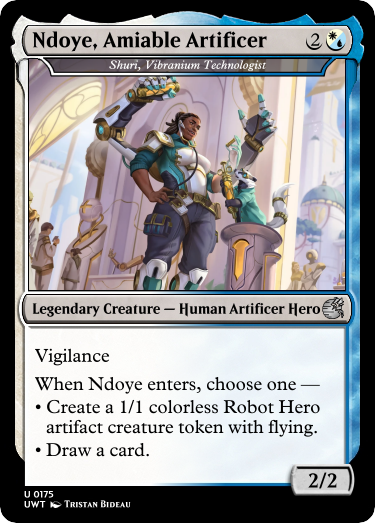 Ndoye, Amiable Artificer 2
Shuri, Vibranium Technologist
Legendary Creature — Human Artificer Hero
Vigilance
When Ndoye enters, choose one —
• Create a 1/1 colorless Robot Hero
artifact creature token with flying.
• Draw a card.
2/2
U 0175
UWT TRISTAN BIDEAU